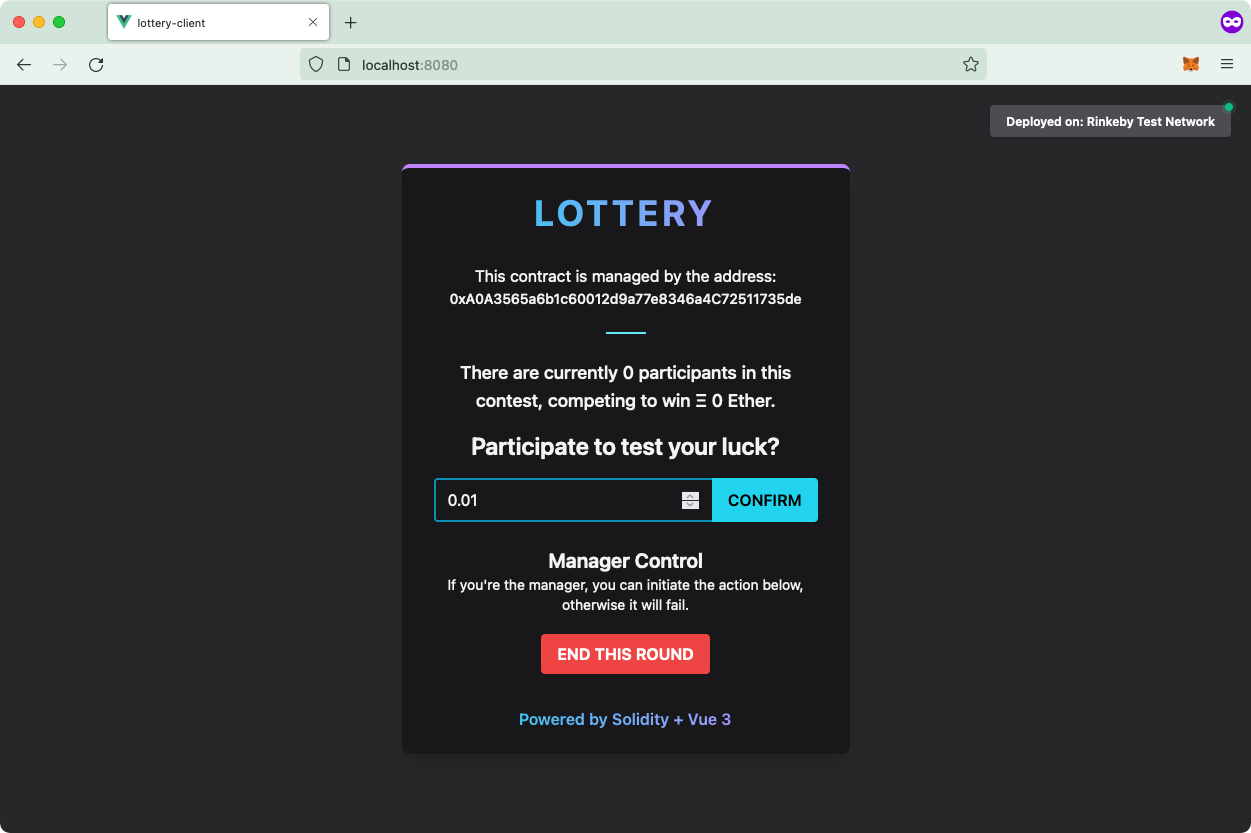 lottery-client
localhost:8080
Deployed on: Rinkeby Test Network
LOTTERY
This contract is managed by the address:
0xA0A3565a6b1c60012d9a77e8346a4C72511735de
There are currently 0 participants in this
contest, competing to win Ξ 0 Ether.
Participate to test your luck?
0.01
CONFIRM
Manager Control
If you're the manager, you can initiate the action below,
otherwise it will fail.
END THIS ROUND
Powered by Solidity + Vue 3